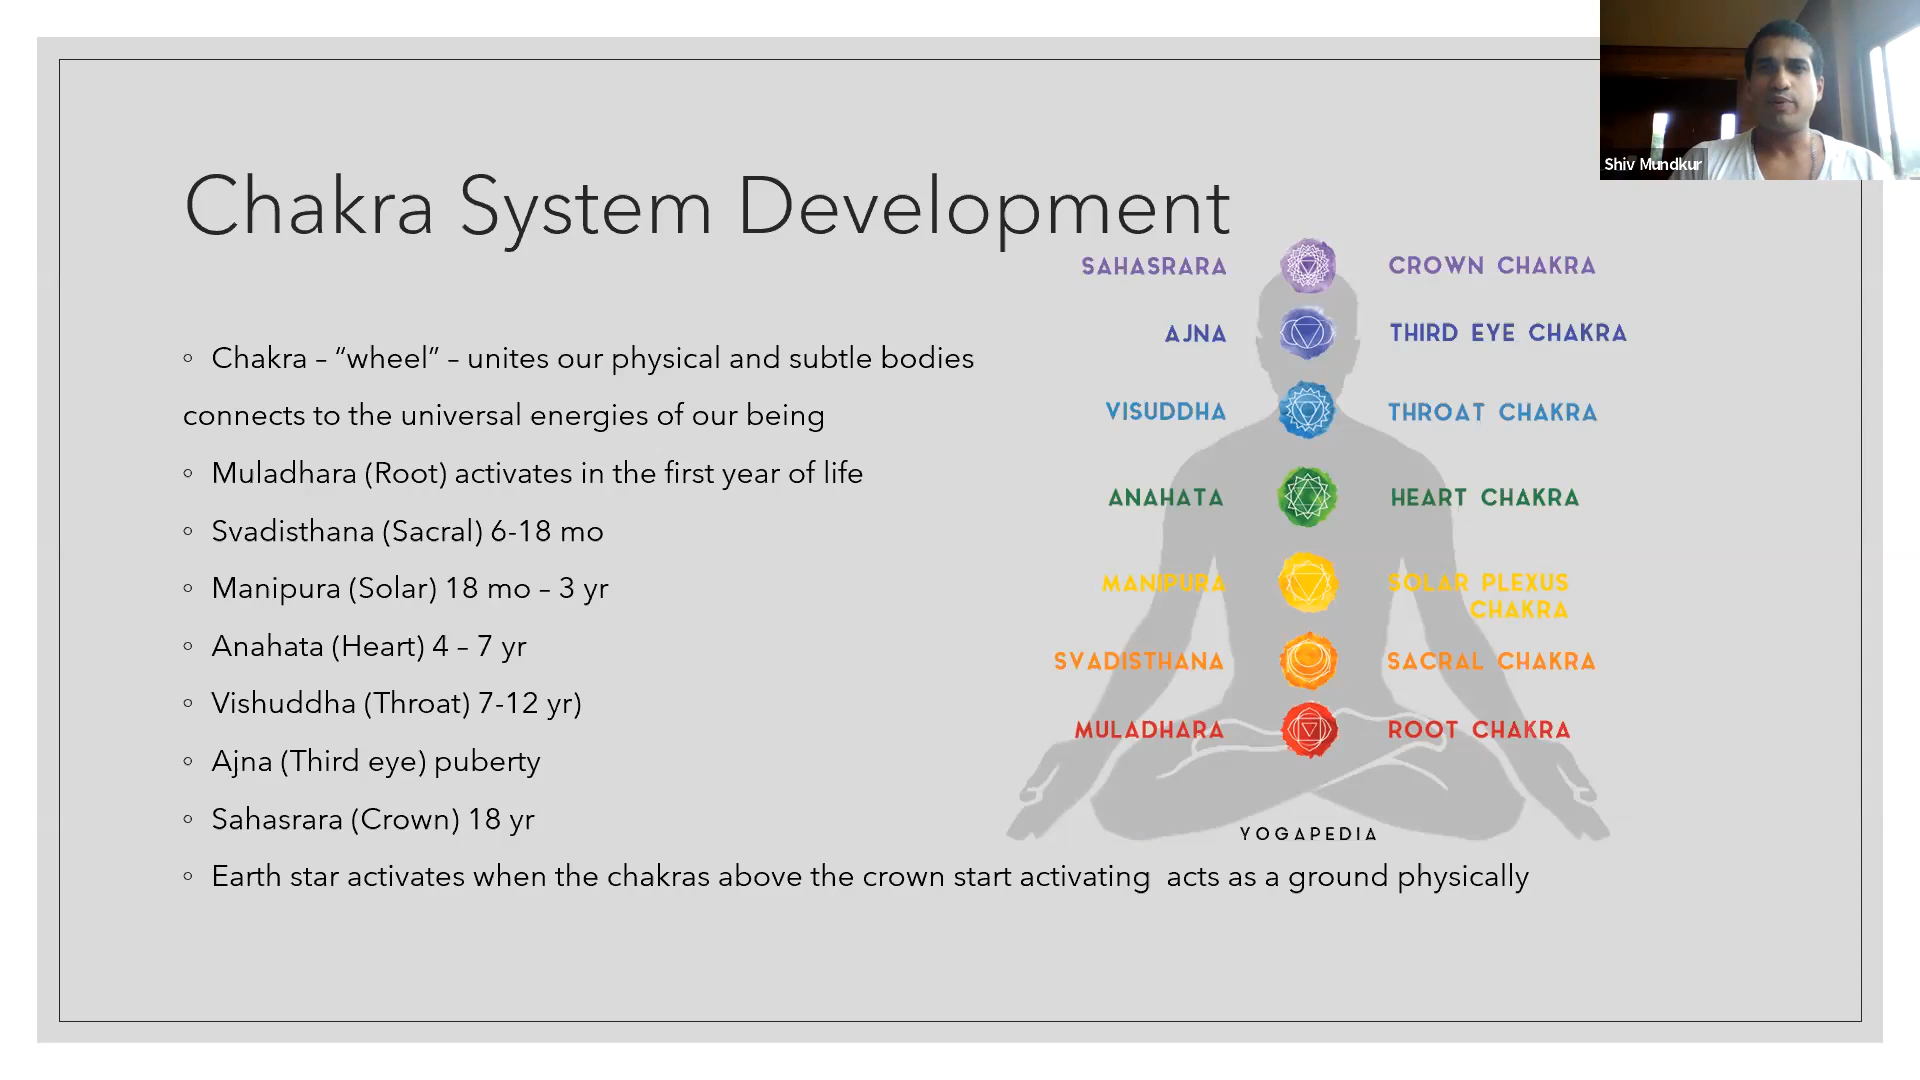 Shiv Mundkur
Chakra System Development
◦ Chakra – “wheel” – unites our physical and subtle bodies
connects to the universal energies of our being
◦ Muladhara (Root) activates in the first year of life
◦ Svadisthana (Sacral) 6-18 mo
◦ Manipura (Solar) 18 mo – 3 yr
◦ Anahata (Heart) 4 – 7 yr
◦ Vishuddha (Throat) 7-12 yr)
◦ Ajna (Third eye) puberty
◦ Sahasrara (Crown) 18 yr
◦ Earth star activates when the chakras above the crown start activating  acts as a ground physically
SAHASRARA CROWN CHAKRA
AJNA THIRD EYE CHAKRA
VISUDDHA THROAT CHAKRA
ANAHATA HEART CHAKRA
MANIPURA SOLAR PLEXUS
CHAKRA
SVADISTHANA SACRAL CHAKRA
MULADHARA ROOT CHAKRA
YOGAPEDIA